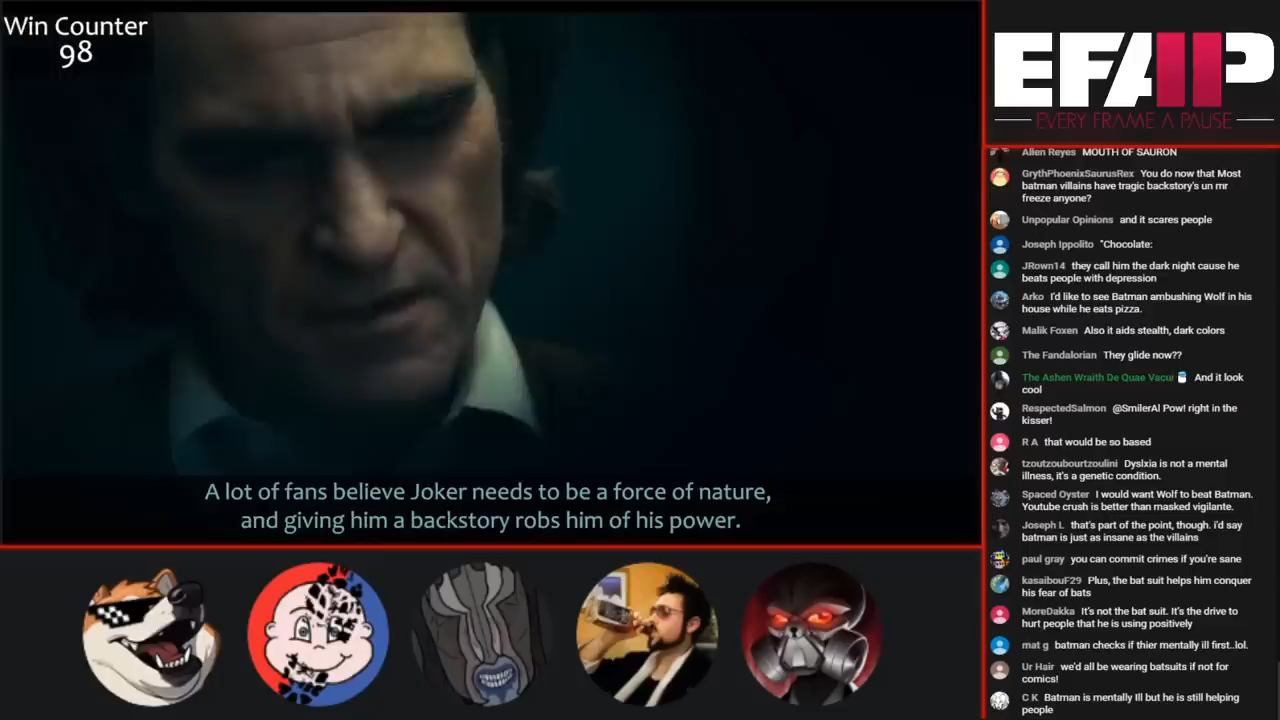 Win Counter
98
A lot of fans believe Joker needs to be a force of nature,
and giving him a backstory robs him of his power.
EFAP
EVERY FRAME A PAUSE
Allen Reyes MOUTH OF SAURON
GrythPhoenixSaurusRex You do now that Most
batman villains have tragic backstory's un mr
freeze anyone?
Unpopular Opinions and it scares people
Joseph Ippolito "Chocolate:
JRown14 they call him the dark night cause he
beats people with depression
Arko I'd like to see Batman ambushing Wolf in his
house while he eats pizza.
Malik Foxen Also it aids stealth, dark colors
The Fandalorian They glide now??
The Ashen Wraith De Quae Vacui And it look
cool
RespectedSalmon @SmilerAl Pow! right in the
kisser!
R A that would be so based
tzoutzoubourtzoulini Dyslxia is not a mental
illness, it's a genetic condition.
Spaced Oyster I would want Wolf to beat Batman.
Youtube crush is better than masked vigilante.
Joseph L that's part of the point, though. i'd say
batman is just as insane as the villains
paul gray you can commit crimes if you're sane
kasaibouF29 Plus, the bat suit helps him conquer
his fear of bats
MoreDakka It's not the bat suit. It's the drive to
hurt people that he is using positively
mat g batman checks if thier mentally ill first..lol.
Ur Hair we'd all be wearing batsuits if not for
comics!
C K Batman is mentally Ill but he is still helping
people